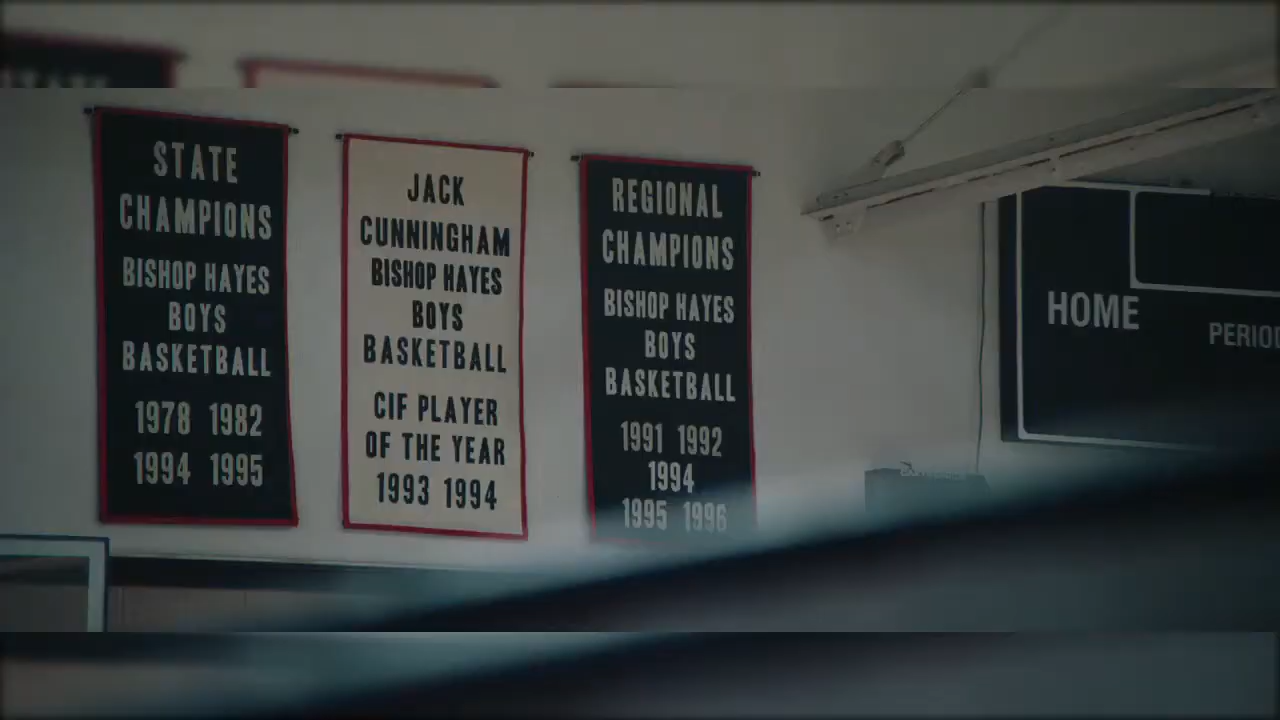 STATE
CHAMPIONS
BISHOP HAYES
BOYS
BASKETBALL
1978 1982
1994 1995
JACK
CUNNINGHAM
BISHOP HAYES
BOYS
BASKETBALL
CIF PLAYER
OF THE YEAR
1993 1994
REGIONAL
CHAMPIONS
BISHOP HAYES
BOYS
BASKETBALL
1991 1992
1994
1995 1996
HOME
PERIO